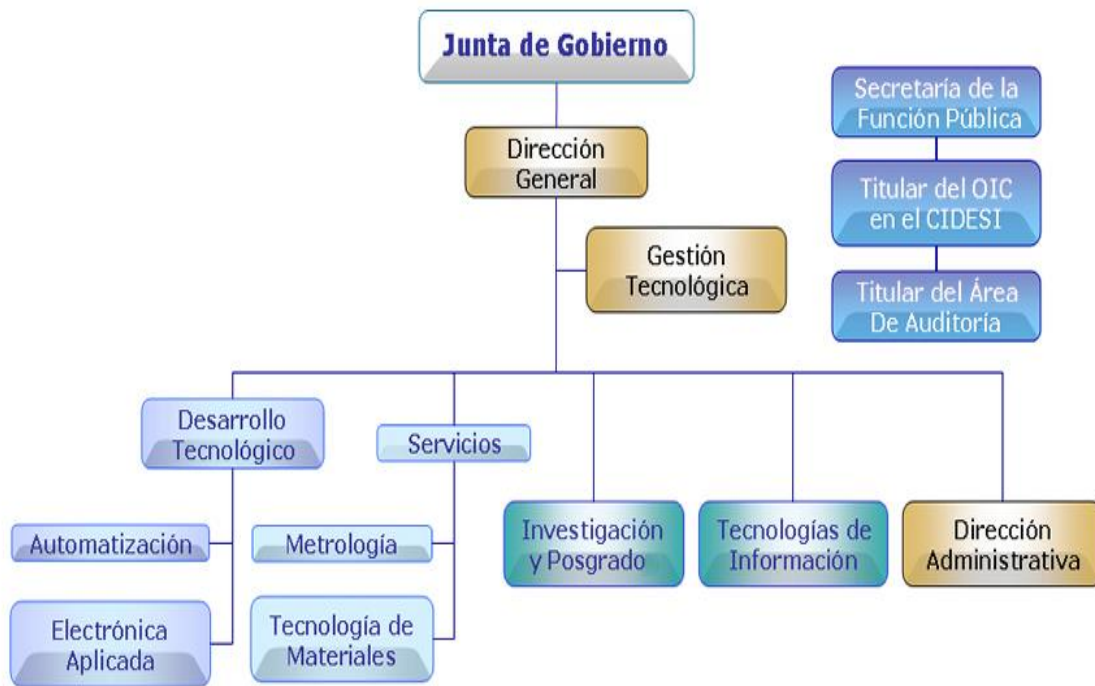 Junta de Gobierno
Dirección
General
Gestión
Tecnológica
Secretaría de la
Función Pública
Titular del OIC
en el CIDESI
Titular del Área
De Auditoría
Desarrollo
Tecnológico
Automatización
Electrónica
Aplicada
Servicios
Metrología
Tecnología de
Materiales
Investigación
y Posgrado
Tecnologías de
Información
Dirección
Administrativa